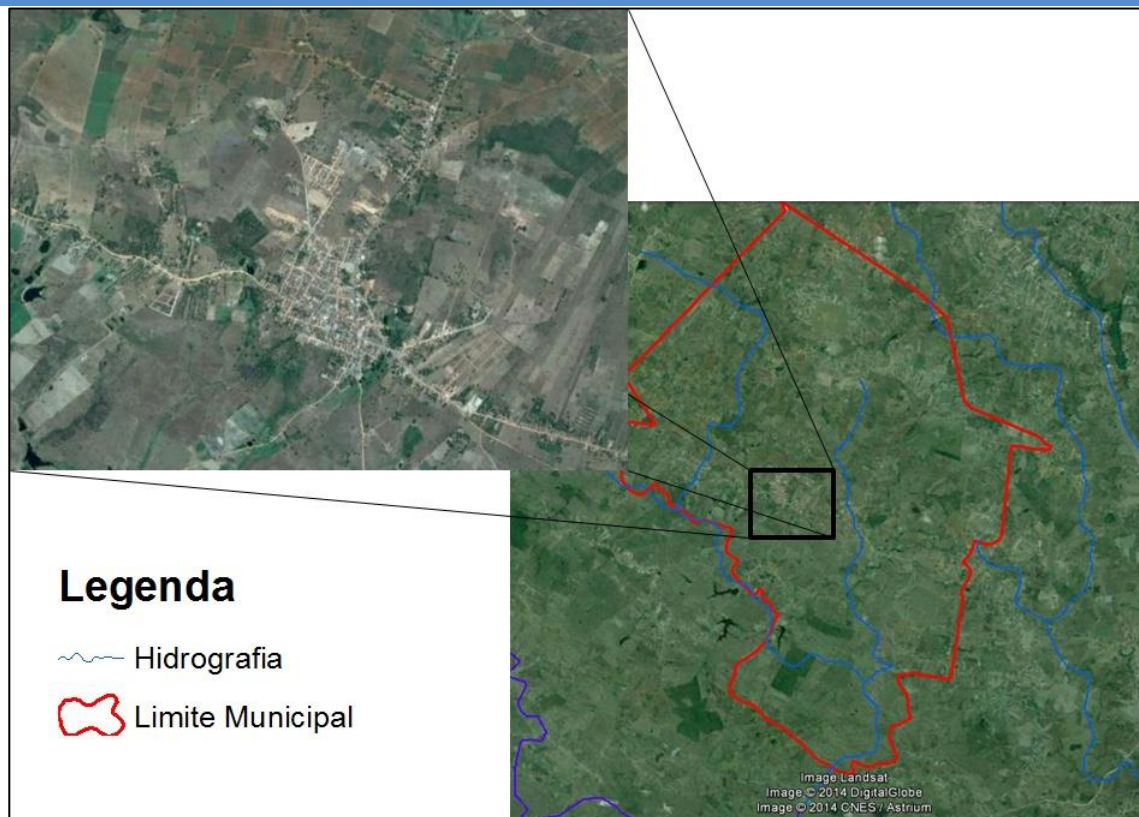 Legenda
Hidrografia
Limite Municipal
Image Landsat
Image © 2014 DigitalGlobe
Image © 2014 CNES / Astrium